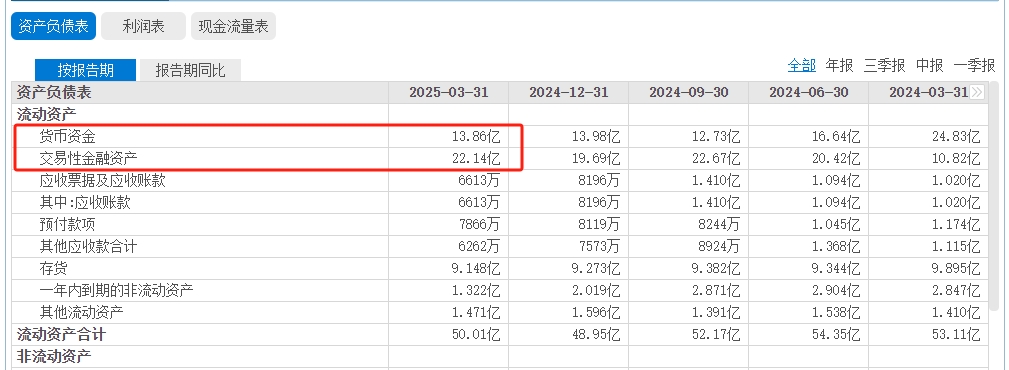 资产负债表 利润表 现金流量表
按报告期 报告期同比 全部 年报 三季报 中报 一季报
资产负债表 2025-03-31 2024-12-31 2024-09-30 2024-06-30 2024-03-31
流动资产
货币资金 13.86亿 13.98亿 12.73亿 16.64亿 24.83亿
交易性金融资产 22.14亿 19.69亿 22.67亿 20.42亿 10.82亿
应收票据及应收账款 6613万 8196万 1.410亿 1.094亿 1.020亿
其中:应收账款 6613万 8196万 1.410亿 1.094亿 1.020亿
预付款项 7866万 8119万 8244万 1.045亿 1.174亿
其他应收款合计 6262万 7573万 8924万 1.368亿 1.115亿
存货 9.148亿 9.273亿 9.382亿 9.344亿 9.895亿
一年内到期的非流动资产 1.322亿 2.019亿 2.871亿 2.904亿 2.847亿
其他流动资产 1.471亿 1.596亿 1.391亿 1.538亿 1.410亿
流动资产合计 50.01亿 48.95亿 52.17亿 54.35亿 53.11亿
非流动资产